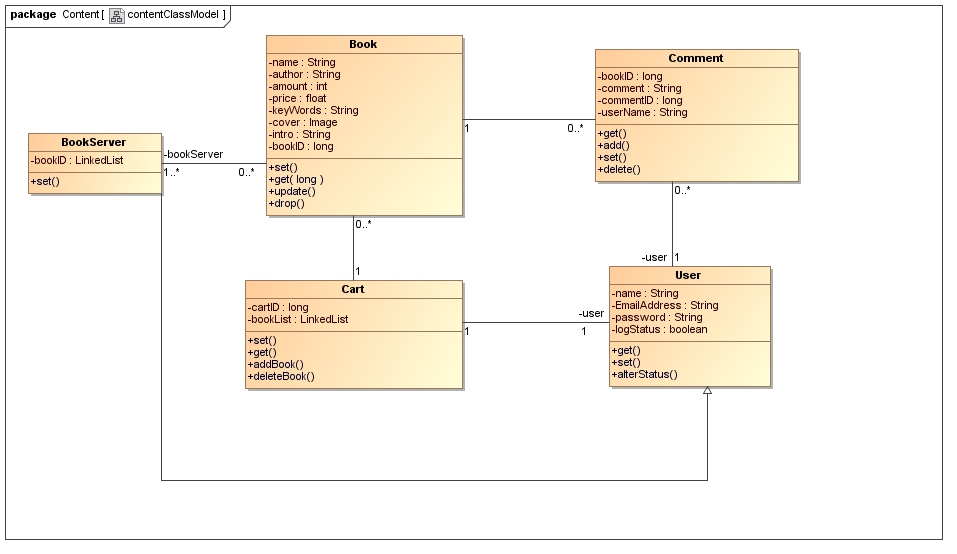 package Content[ contentClassModel ]
Book
-name : String
-author : String
-amount : int
-price : float
-keyWords : String
-cover : Image
-intro : String
-bookID : long
+set()
+get( long )
+update()
+drop()
Comment
-bookID : long
-comment : String
-commentID : long
-userName : String
+get()
+add()
+set()
+delete()
1
0..*
BookServer
-bookID : LinkedList
+set()
-bookServer
1..*
0..*
0..*
1
0..*
-user
1
Cart
-cartID : long
-bookList : LinkedList
+set()
+get()
+addBook()
+deleteBook()
1
-user
1
User
-name : String
-EmailAddress : String
-password : String
-logStatus : boolean
+get()
+set()
+alterStatus()